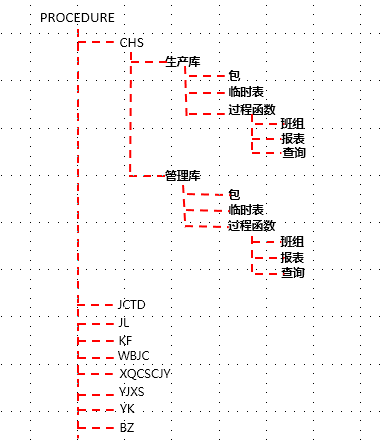 PROCEDURE
CHS
生产库
包
临时表
过程函数
班组
报表
查询
管理库
包
临时表
过程函数
班组
报表
查询
JCTD
JL
KF
WBJC
XQCSCJY
YJXS
YK
BZ